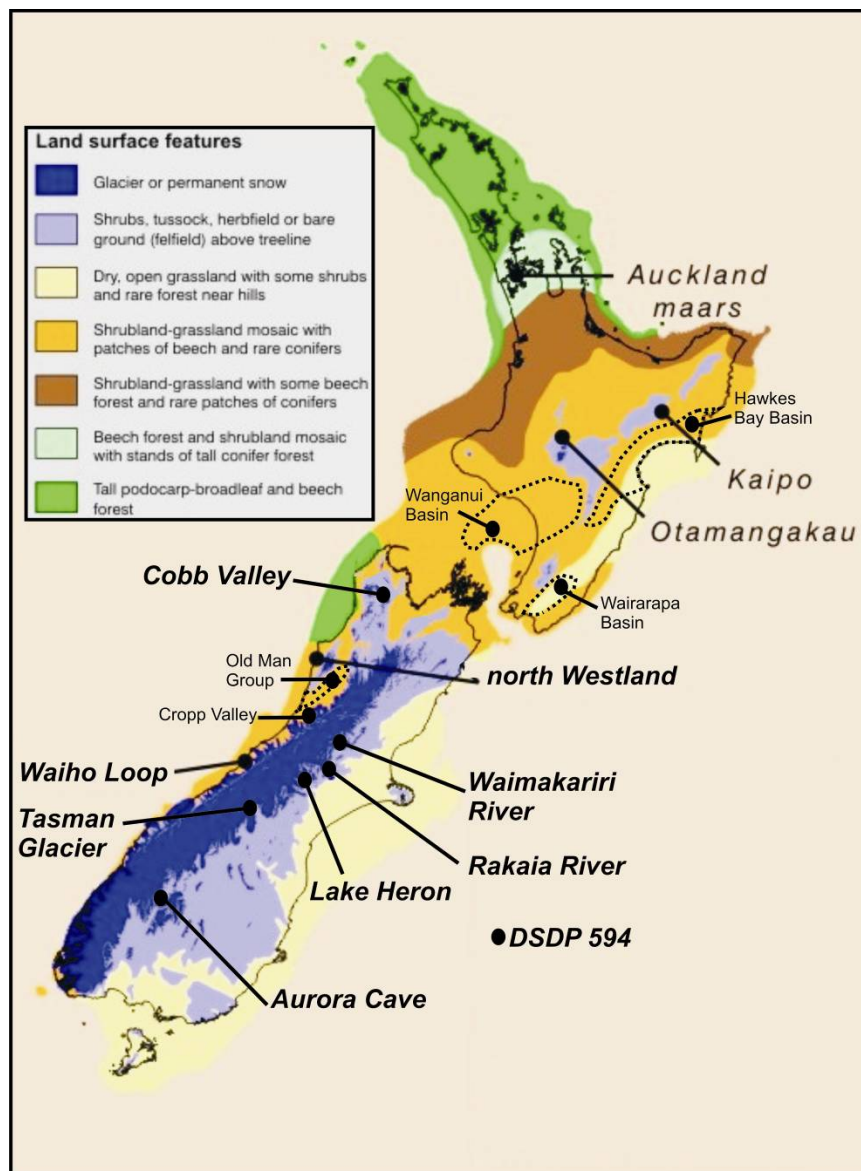 Land surface features
Glacier or permanent snow
Shrubs, tussock, herbfield or bare
ground (felfield) above treeline
Dry, open grassland with some shrubs
and rare forest near hills
Shrubland-grassland mosaic with
patches of beech and rare conifers
Shrubland-grassland with some beech
forest and rare patches of conifers
Beech forest and shrubland mosaic
with stands of tall conifer forest
Tall podocarp-broadleaf and beech
forest
Auckland
maars
Hawkes
Bay Basin
Kaipo
Wanganui
Basin
Otamangakau
Cobb Valley
Wairarapa
Basin
Old Man
Group
north Westland
Cropp Valley
Waiho Loop
Waimakariri
River
Tasman
Glacier
Rakaia River
Lake Heron
DSDP 594
Aurora Cave